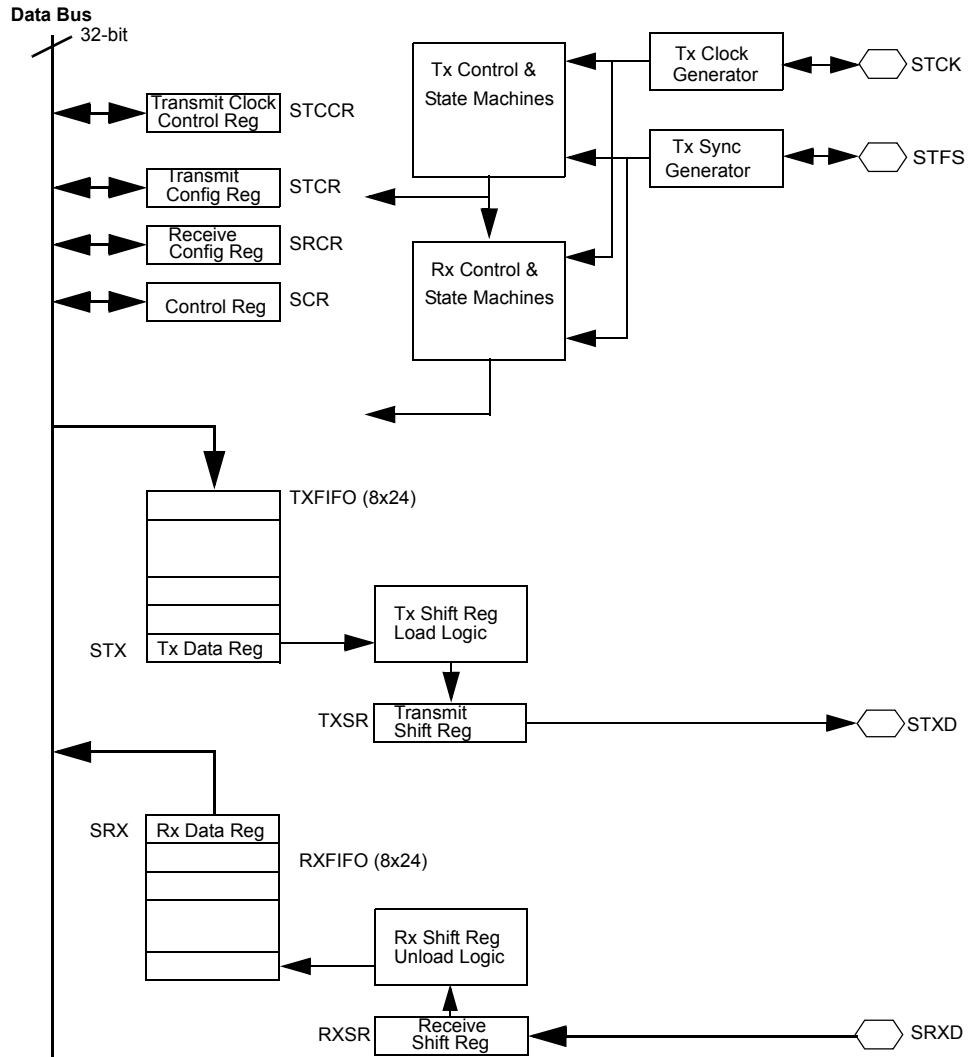 Data Bus
32-bit
Transmit Clock
Control Reg
STCCR
Transmit
Config Reg
STCR
Receive
Config Reg
SRCR
Control Reg
SCR
Tx Control &
State Machines
Tx Clock
Generator
STCK
Tx Sync
Generator
STFS
Rx Control &
State Machines
TXFIFO (8x24)
STX
Tx Data Reg
Tx Shift Reg
Load Logic
TXSR
Transmit
Shift Reg
STXD
SRX
Rx Data Reg
RXFIFO (8x24)
Rx Shift Reg
Unload Logic
RXSR
Receive
Shift Reg
SRXD